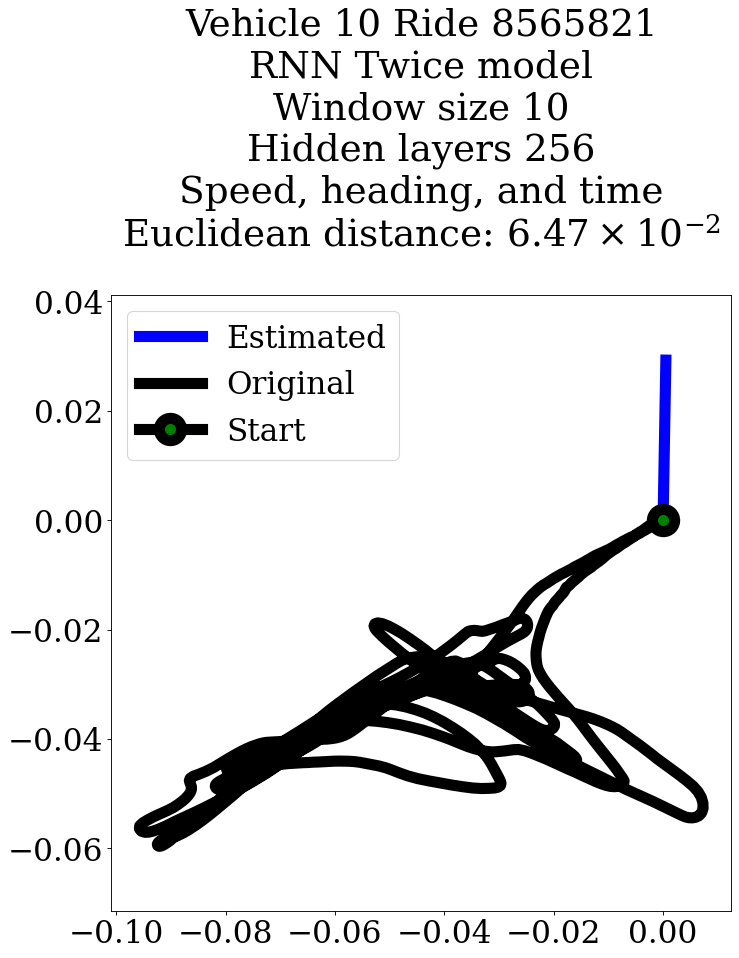 Vehicle 10 Ride 8565821
RNN Twice model
Window size 10
Hidden layers 256
Speed, heading, and time
Euclidean distance: 6.47 × 10⁻²
0.04
0.02
0.00
−0.02
−0.04
−0.06
Estimated
Original
Start
−0.10 −0.08 −0.06 −0.04 −0.02 0.00